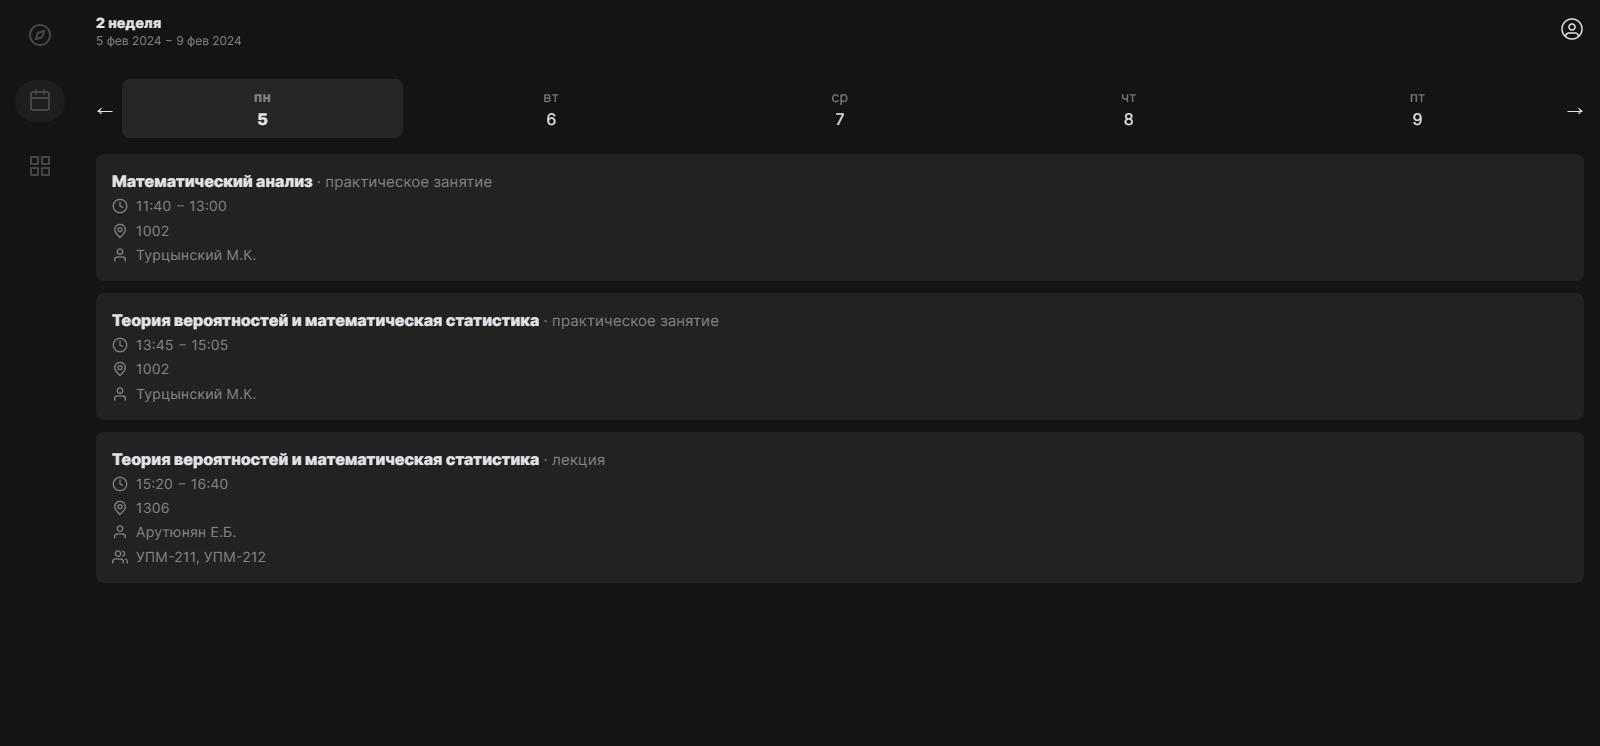 2 неделя
5 фев 2024 – 9 фев 2024
← пн вт ср чт пт →
5 6 7 8 9
Математический анализ · практическое занятие
11:40 – 13:00
1002
Турцынский М.К.
Теория вероятностей и математическая статистика · практическое занятие
13:45 – 15:05
1002
Турцынский М.К.
Теория вероятностей и математическая статистика · лекция
15:20 – 16:40
1306
Арутюнян Е.Б.
УПМ-211, УПМ-212